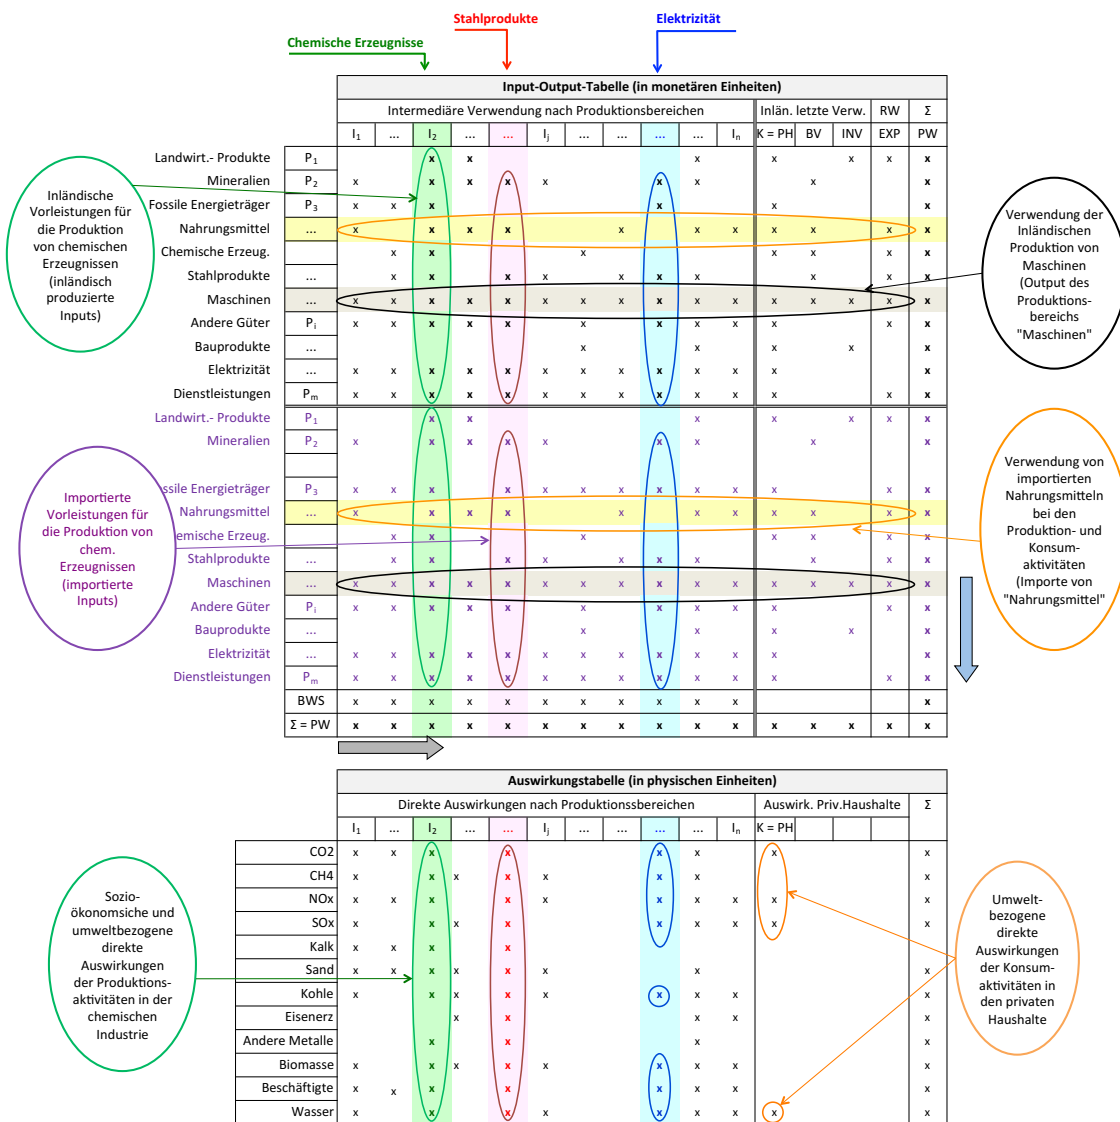 Stahlprodukte
Elektrizität
Chemische Erzeugnisse
Input-Output-Tabelle (in monetären Einheiten)
Intermediäre Verwendung nach Produktionsbereichen Inlän. letzte Verw. RW Σ
I1 ... I2 ... ... Ij ... ... ... ... In K = PH BV INV EXP PW
Landwirt.- Produkte P1 x x x x x x x
Mineralien P2 x x x x x x x x x
Fossile Energieträger P3 x x x x x x
Nahrungsmittel ... x x x x x x x x x x
Chemische Erzeug. x x x x x
Stahlprodukte ... x x x x x x x x x x
Maschinen ... x x x x x x x x x x x x x x x x
Andere Güter Pi x x x x x x x x x x x x
Bauprodukte ... x x x x x x
Elektrizität ... x x x x x x x x x x x x x
Dienstleistungen Pm x x x x x x x x x x x x x
Landwirt.- Produkte P1 x x x x x x x
Mineralien P2 x x x x x x x x x
ssile Energieträger P3 x x x x x x x x x x x x x x
Nahrungsmittel ... x x x x x x x x x x
emische Erzeug. x x x x x x
Stahlprodukte ... x x x x x x x x x x
Maschinen ... x x x x x x x x x x x x x x x x
Andere Güter Pi x x x x x x x x x x x x
Bauprodukte ... x x x x x x
Elektrizität ... x x x x x x x x x x x x x
Dienstleistungen Pm x x x x x x x x x x x x x x
BWS x x x x x x x x x x x x
Σ = PW x x x x x x x x x x x x x x x x
Inländische
Vorleistungen für
die Produktion
von chemischen
Erzeugnissen
(inländisch
produzierte
Inputs)
Verwendung der
Inländischen
Produktion von
Maschinen
(Output des
Produktions-
bereichs
"Maschinen"
Importierte
Vorleistungen für
die Produktion von
chem.
Erzeugnissen
(importierte
Inputs)
Verwendung von
importierten
Nahrungsmitteln
bei den
Produktion- und
Konsum-
aktivitäten
(Importe von
"Nahrungsmittel"
Auswirkungstabelle (in physischen Einheiten)
Direkte Auswirkungen nach Produktionssbereichen Auswirk. Priv.Haushalte Σ
I1 ... I2 ... ... Ij ... ... ... ... In K = PH
CO2 x x x x x x x x
CH4 x x x x x x x x
NOx x x x x x x x x x
SOx x x x x x x x x x
Kalk x x x x x
Sand x x x x x x x x
Kohle x x x x x x x x x
Eisenerz x x x x x
Andere Metalle x x x
Biomasse x x x x x x x x x
Beschäftigte x x x x x x x x
Wasser x x x x x x x x x
Sozio-
ökonomsiche und
umweltbezogene
direkte
Auswirkungen
der Produktions-
aktivitäten in der
chemischen
Industrie
Umwelt-
bezogene
direkte
Auswirkungen
der Konsum-
aktivitäten in
den privaten
Haushalte